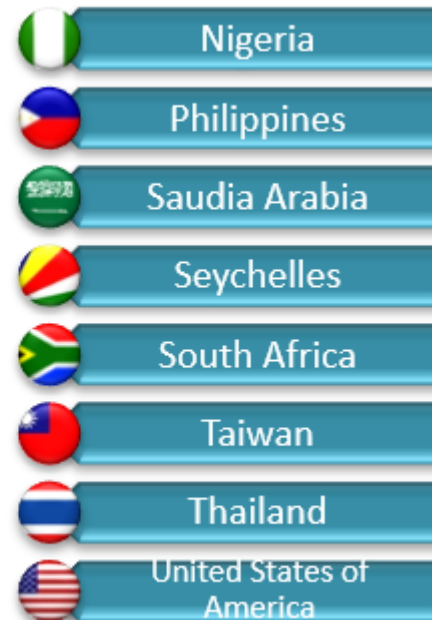 Nigeria
Philippines
Saudia Arabia
Seychelles
South Africa
Taiwan
Thailand
United States of
America